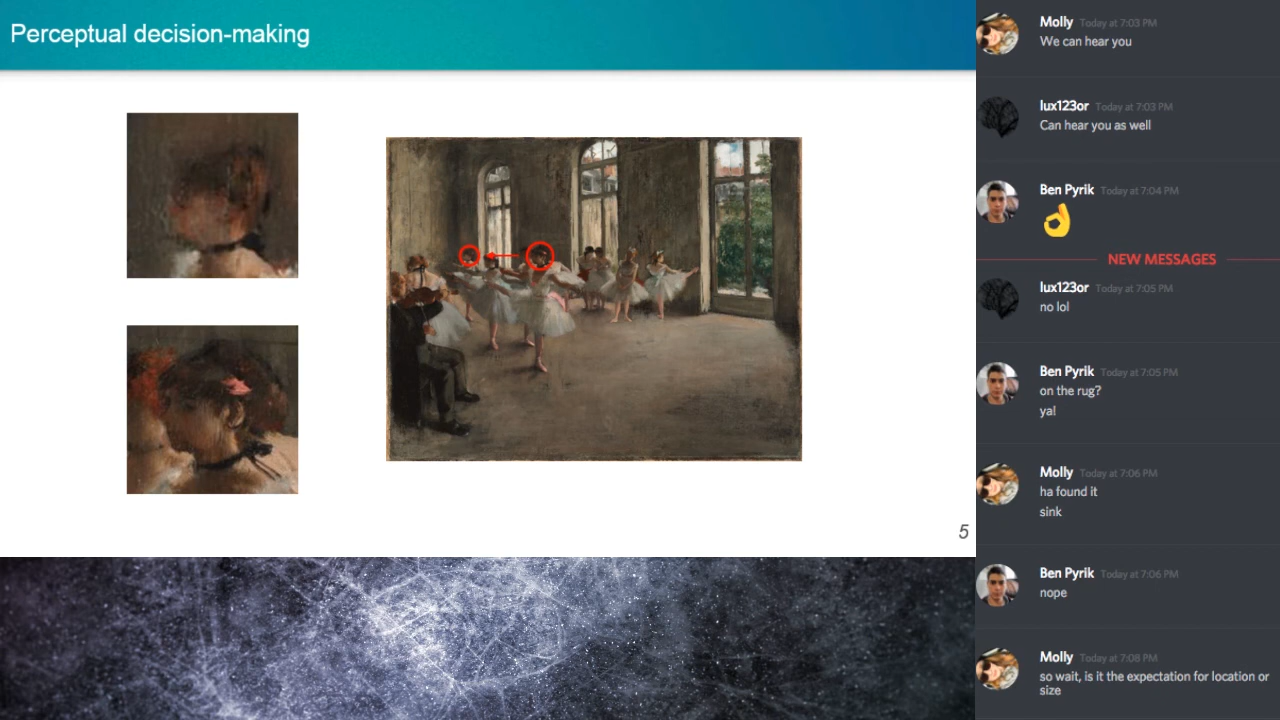 Perceptual decision-making
5
Molly Today at 7:03 PM
We can hear you
lux123or Today at 7:03 PM
Can hear you as well
Ben Pyrik Today at 7:04 PM
NEW MESSAGES
lux123or Today at 7:05 PM
no lol
Ben Pyrik Today at 7:05 PM
on the rug?
ya!
Molly Today at 7:06 PM
ha found it
sink
Ben Pyrik Today at 7:06 PM
nope
Molly Today at 7:08 PM
so wait, is it the expectation for location or
size